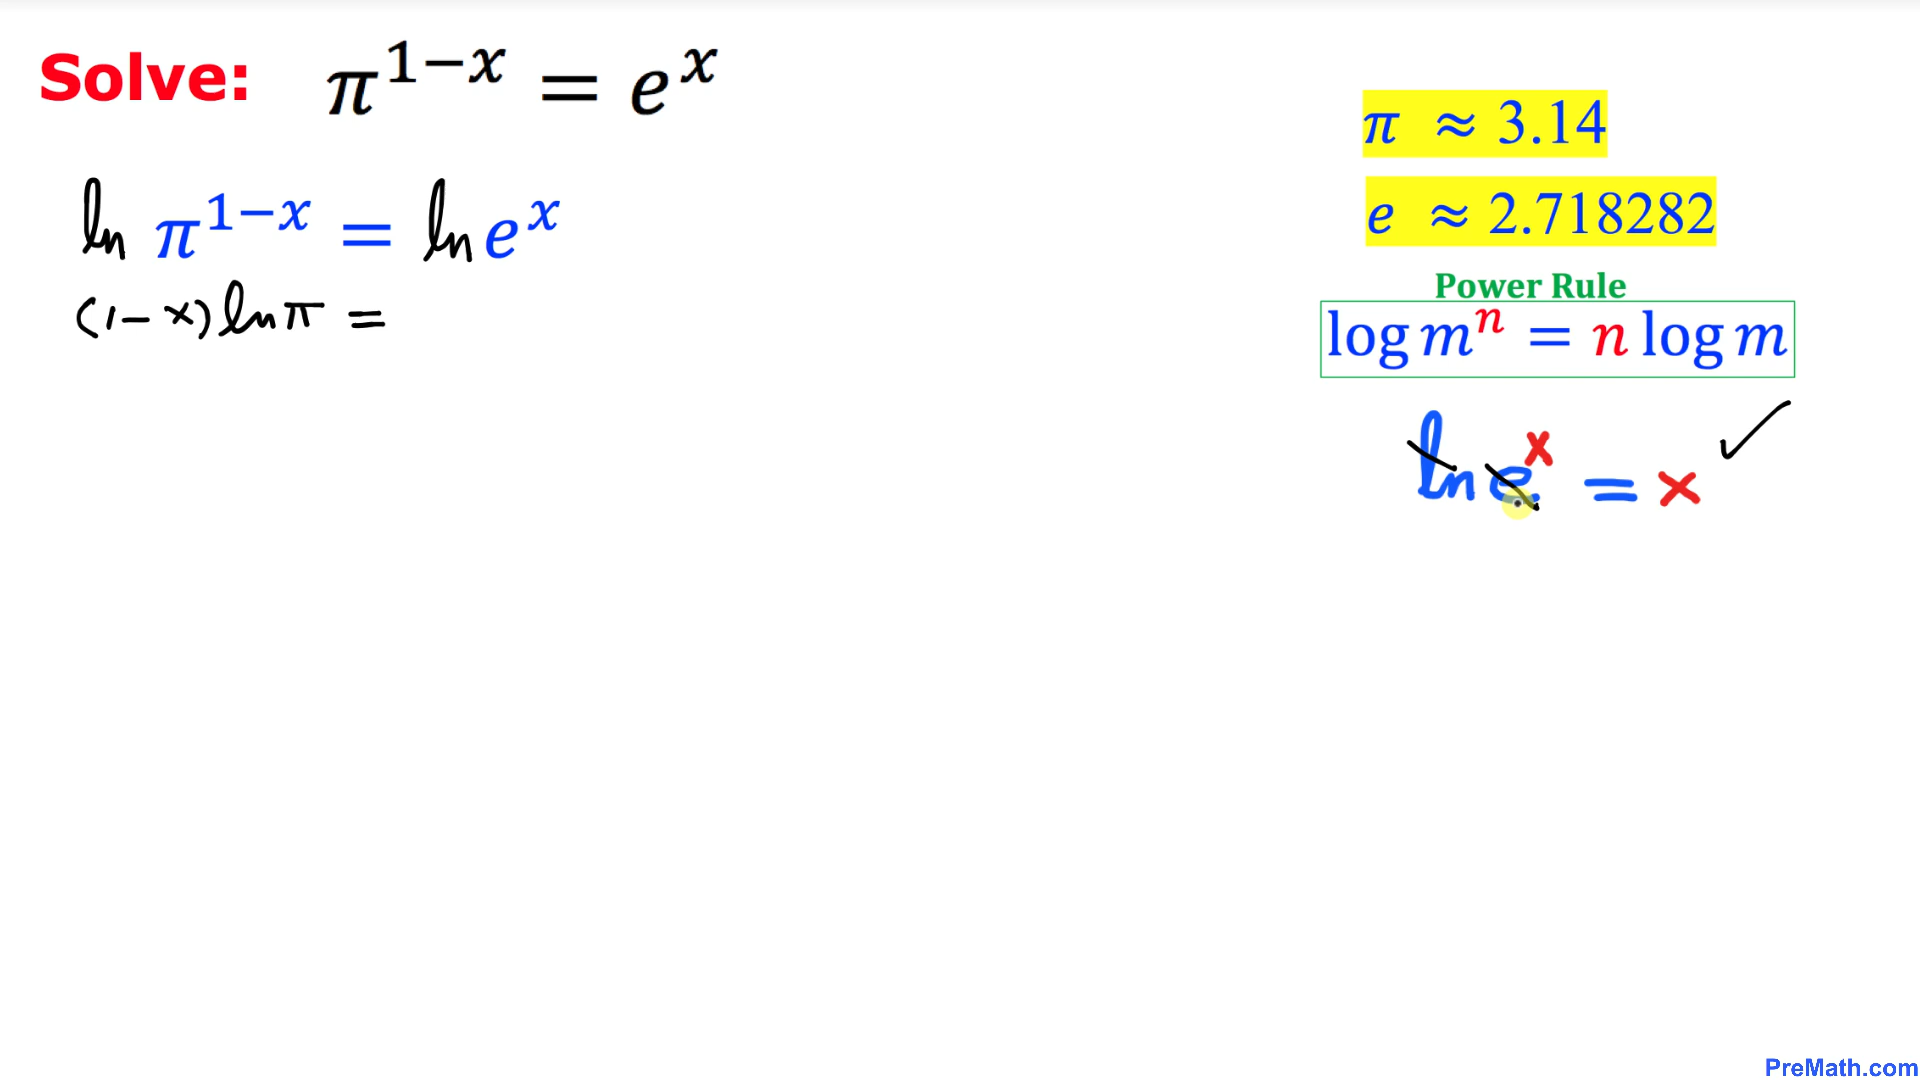 Solve: π^{1−x} = e^x
ln π^{1−x} = ln e^x
(1−x) ln π =
π ≈ 3.14
e ≈ 2.718282
Power Rule
log m^n = n log m
ln e^x = x ✓
PreMath.com